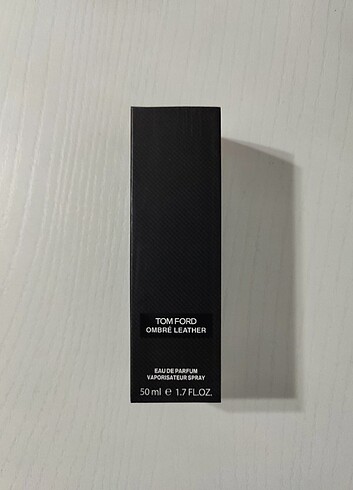 TOM FORD
OMBRÉ LEATHER
EAU DE PARFUM
VAPORISATEUR SPRAY
50 ml ℮ 1.7 FL.OZ.